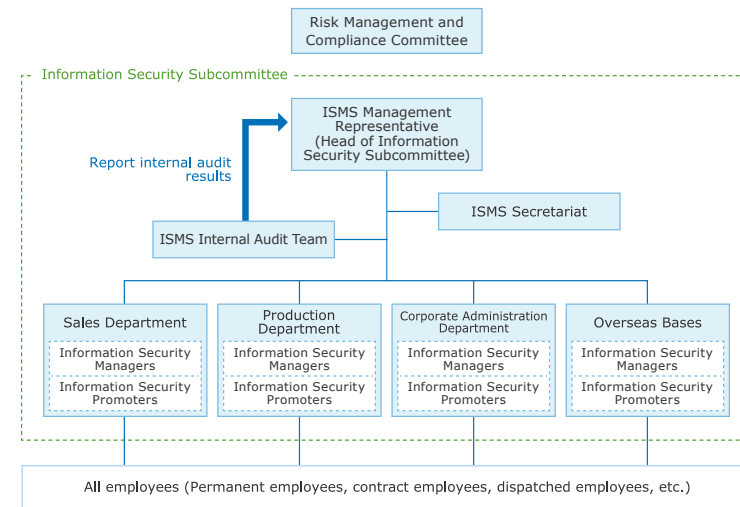 Risk Management and
Compliance Committee
Information Security Subcommittee
ISMS Management
Representative
(Head of Information
Security Subcommittee)
Report internal audit
results
ISMS Secretariat
ISMS Internal Audit Team
Sales Department
Information Security
Managers
Information Security
Promoters
Production
Department
Information Security
Managers
Information Security
Promoters
Corporate Administration
Department
Information Security
Managers
Information Security
Promoters
Overseas Bases
Information Security
Managers
Information Security
Promoters
All employees (Permanent employees, contract employees, dispatched employees, etc.)